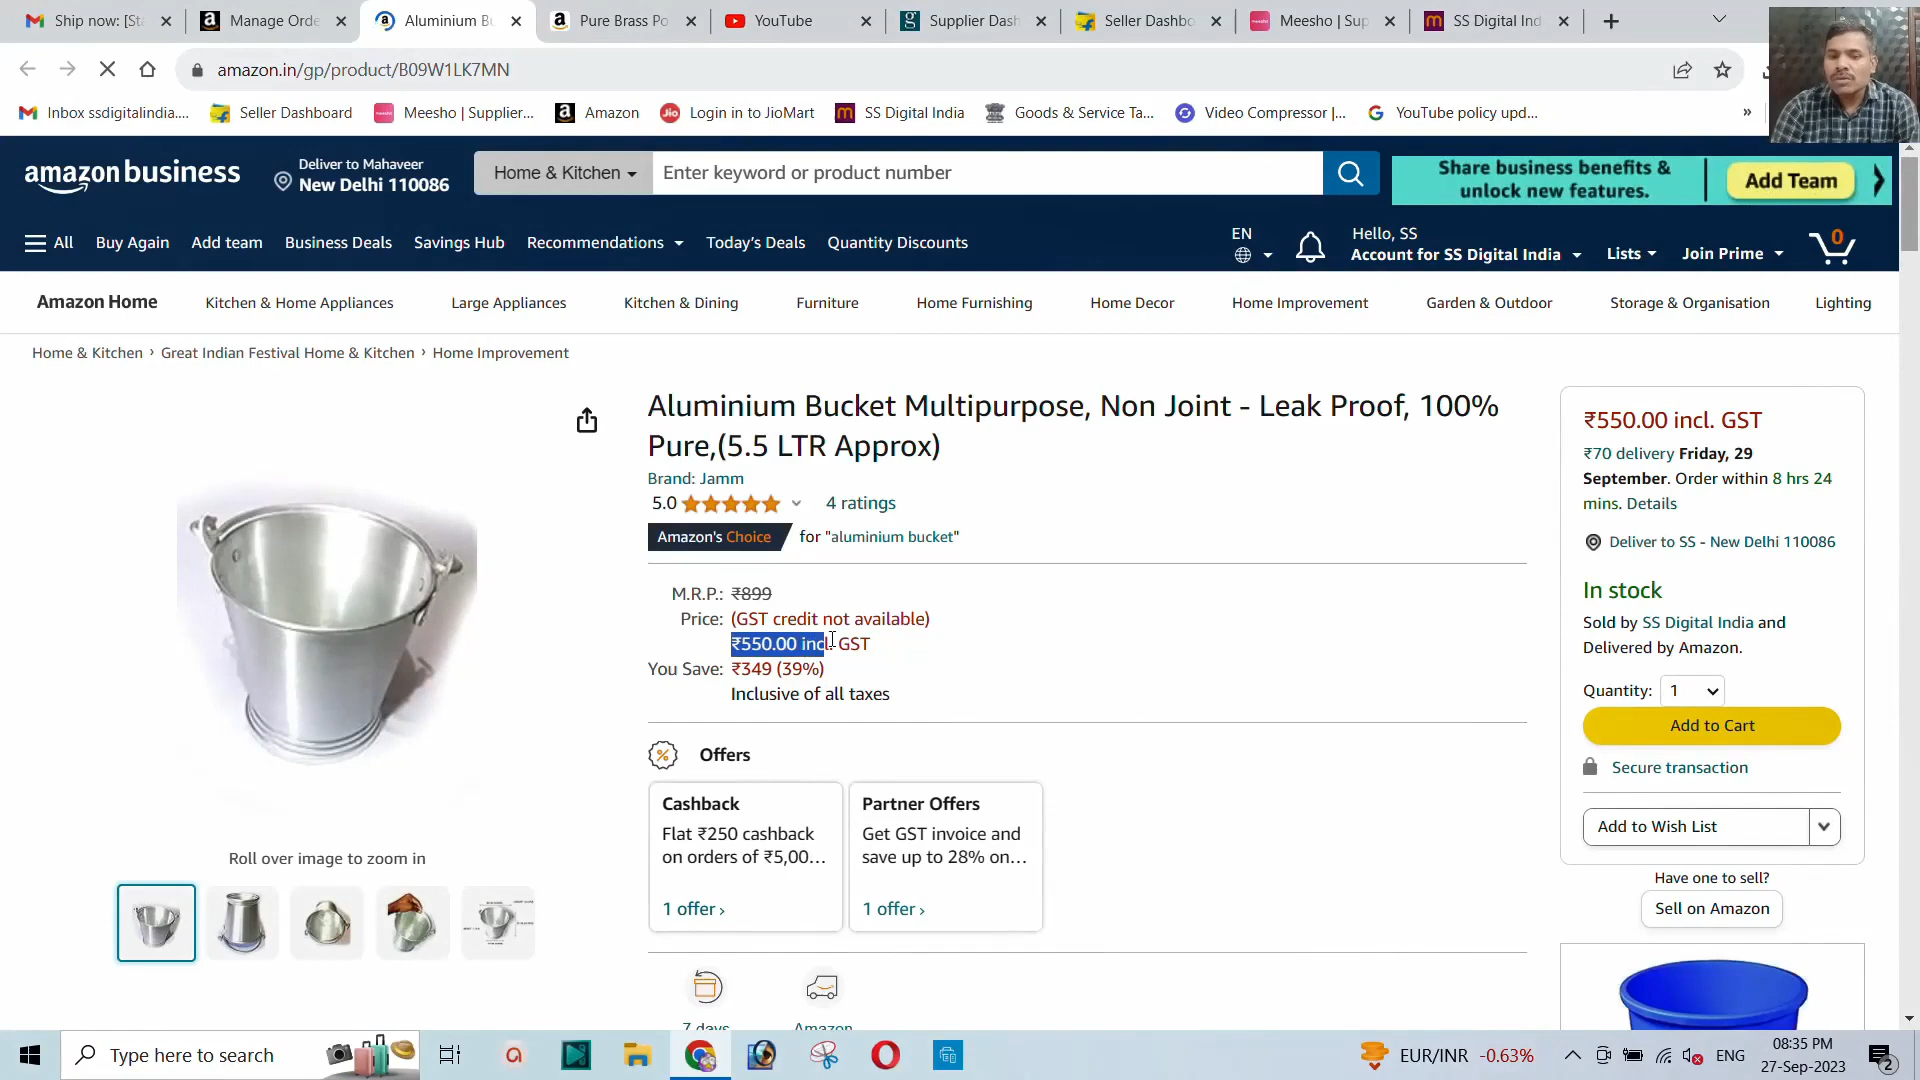 Ship now: [Sta
Manage Orde
Aluminium Bu
Pure Brass Po
YouTube
Supplier Dash
Seller Dashbo
Meesho | Sup
SS Digital Ind
amazon.in/gp/product/B09W1LK7MN
Inbox ssdigitalindia....
Seller Dashboard
Meesho | Supplier...
Amazon
Login in to JioMart
SS Digital India
Goods & Service Ta...
Video Compressor |...
YouTube policy upd...
»
amazon business
Deliver to Mahaveer
New Delhi 110086
Home & Kitchen
Enter keyword or product number
Share business benefits &
unlock new features.
Add Team
All
Buy Again
Add team
Business Deals
Savings Hub
Recommendations
Today's Deals
Quantity Discounts
EN
Hello, SS
Account for SS Digital India
Lists
Join Prime
0
Amazon Home
Kitchen & Home Appliances
Large Appliances
Kitchen & Dining
Furniture
Home Furnishing
Home Decor
Home Improvement
Garden & Outdoor
Storage & Organisation
Lighting
Home & Kitchen › Great Indian Festival Home & Kitchen › Home Improvement
Aluminium Bucket Multipurpose, Non Joint - Leak Proof, 100%
Pure,(5.5 LTR Approx)
Brand: Jamm
5.0
4 ratings
Amazon's Choice for "aluminium bucket"
M.R.P.: ₹899
Price: (GST credit not available)
₹550.00 incl. GST
You Save: ₹349 (39%)
Inclusive of all taxes
Offers
Cashback
Flat ₹250 cashback
on orders of ₹5,00...
1 offer ›
Partner Offers
Get GST invoice and
save up to 28% on...
1 offer ›
7 days
Amazon
Roll over image to zoom in
₹550.00 incl. GST
₹70 delivery Friday, 29
September. Order within 8 hrs 24
mins. Details
Deliver to SS - New Delhi 110086
In stock
Sold by SS Digital India and
Delivered by Amazon.
Quantity: 1
Add to Cart
Secure transaction
Add to Wish List
Have one to sell?
Sell on Amazon
Type here to search
EUR/INR -0.63%
ENG
08:35 PM
27-Sep-2023
2